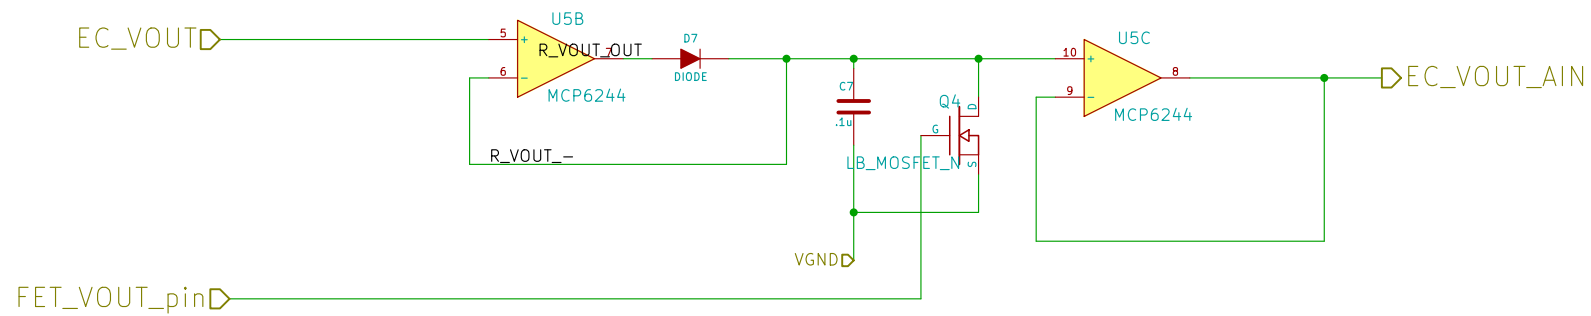 EC_VOUT
5
6
+
-
U5B
R_VOUT_OUT
7
MCP6244
D7
DIODE
R_VOUT_-
C7
.1u
Q4
D
G
S
LB_MOSFET_N
VGND
FET_VOUT_pin
10
9
+
-
U5C
8
MCP6244
EC_VOUT_AIN